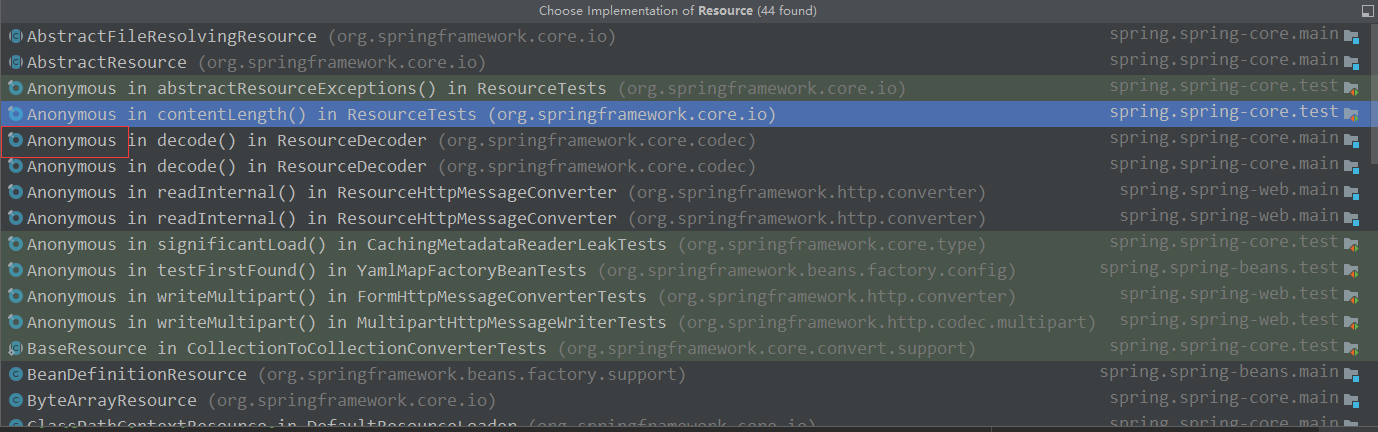 Choose Implementation of Resource (44 found)
AbstractFileResolvingResource (org.springframework.core.io) spring.spring-core.main
AbstractResource (org.springframework.core.io) spring.spring-core.main
Anonymous in abstractResourceExceptions() in ResourceTests (org.springframework.core.io) spring.spring-core.test
Anonymous in contentLength() in ResourceTests (org.springframework.core.io) spring.spring-core.test
Anonymous in decode() in ResourceDecoder (org.springframework.core.codec) spring.spring-core.main
Anonymous in decode() in ResourceDecoder (org.springframework.core.codec) spring.spring-core.main
Anonymous in readInternal() in ResourceHttpMessageConverter (org.springframework.http.converter) spring.spring-web.main
Anonymous in readInternal() in ResourceHttpMessageConverter (org.springframework.http.converter) spring.spring-web.main
Anonymous in significantLoad() in CachingMetadataReaderLeakTests (org.springframework.core.type) spring.spring-core.test
Anonymous in testFirstFound() in YamlMapFactoryBeanTests (org.springframework.beans.factory.config) spring.spring-beans.test
Anonymous in writeMultipart() in FormHttpMessageConverterTests (org.springframework.http.converter) spring.spring-web.test
Anonymous in writeMultipart() in MultipartHttpMessageWriterTests (org.springframework.http.codec.multipart) spring.spring-web.test
BaseResource in CollectionToCollectionConverterTests (org.springframework.core.convert.support) spring.spring-core.test
BeanDefinitionResource (org.springframework.beans.factory.support) spring.spring-beans.main
ByteArrayResource (org.springframework.core.io) spring.spring-core.main
ClassPathContextResource in DefaultResourceLoader (org.springframework.core.io) spring.spring-core.main